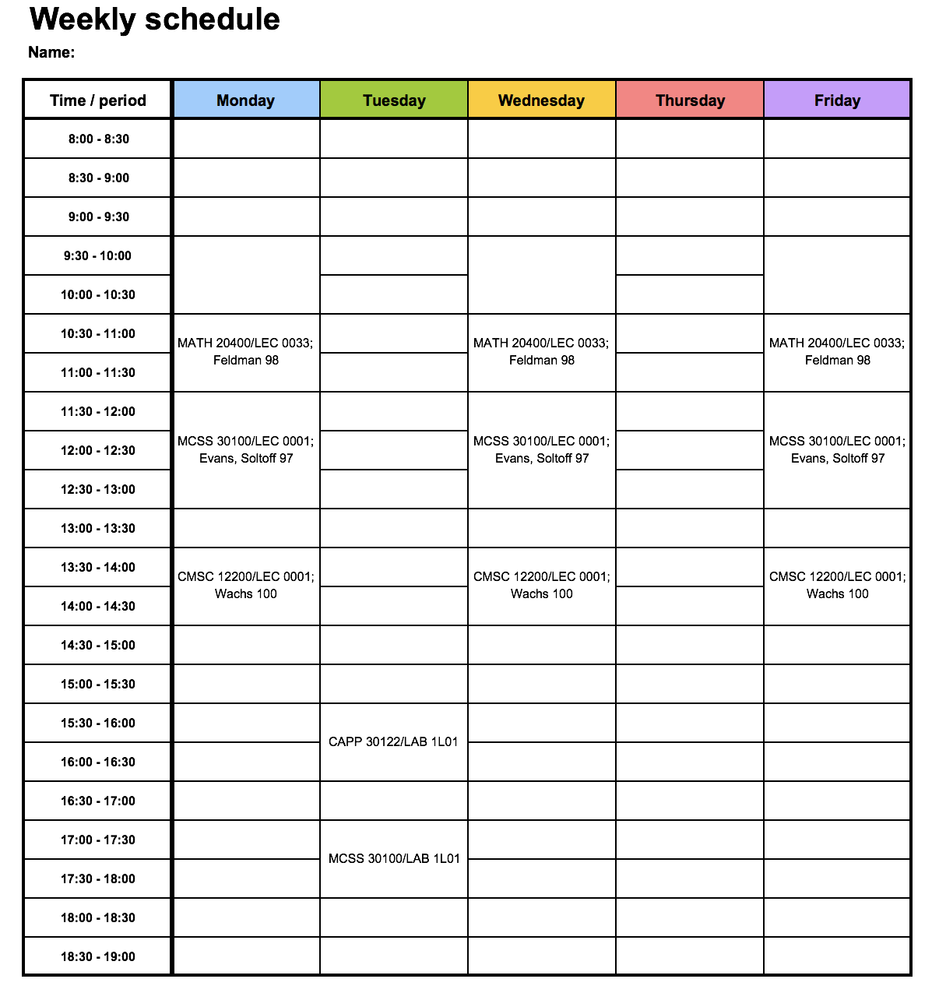 Weekly schedule
Name:
Time / period Monday Tuesday Wednesday Thursday Friday
8:00 - 8:30
8:30 - 9:00
9:00 - 9:30
9:30 - 10:00
10:00 - 10:30
10:30 - 11:00
MATH 20400/LEC 0033; MATH 20400/LEC 0033; MATH 20400/LEC 0033;
Feldman 98 Feldman 98 Feldman 98
11:00 - 11:30
11:30 - 12:00
MCSS 30100/LEC 0001; MCSS 30100/LEC 0001; MCSS 30100/LEC 0001;
12:00 - 12:30
Evans, Soltoff 97 Evans, Soltoff 97 Evans, Soltoff 97
12:30 - 13:00
13:00 - 13:30
13:30 - 14:00
CMSC 12200/LEC 0001; CMSC 12200/LEC 0001; CMSC 12200/LEC 0001;
Wachs 100 Wachs 100 Wachs 100
14:00 - 14:30
14:30 - 15:00
15:00 - 15:30
15:30 - 16:00
CAPP 30122/LAB 1L01
16:00 - 16:30
16:30 - 17:00
17:00 - 17:30
MCSS 30100/LAB 1L01
17:30 - 18:00
18:00 - 18:30
18:30 - 19:00